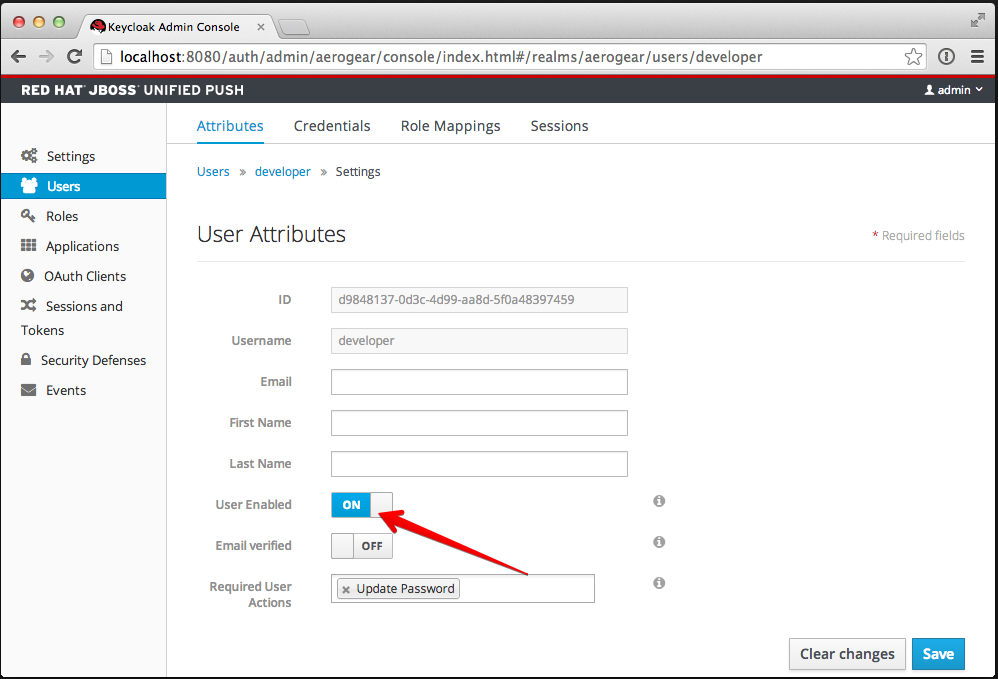 Keycloak Admin Console
localhost:8080/auth/admin/aerogear/console/index.html#/realms/aerogear/users/developer
RED HAT JBOSS UNIFIED PUSH
admin
Settings
Users
Roles
Applications
OAuth Clients
Sessions and
Tokens
Security Defenses
Events
Attributes Credentials Role Mappings Sessions
Users » developer » Settings
User Attributes
* Required fields
ID d9848137-0d3c-4d99-aa8d-5f0a48397459
Username developer
Email
First Name
Last Name
User Enabled ON
Email verified OFF
Required User
Actions
× Update Password
Clear changes Save